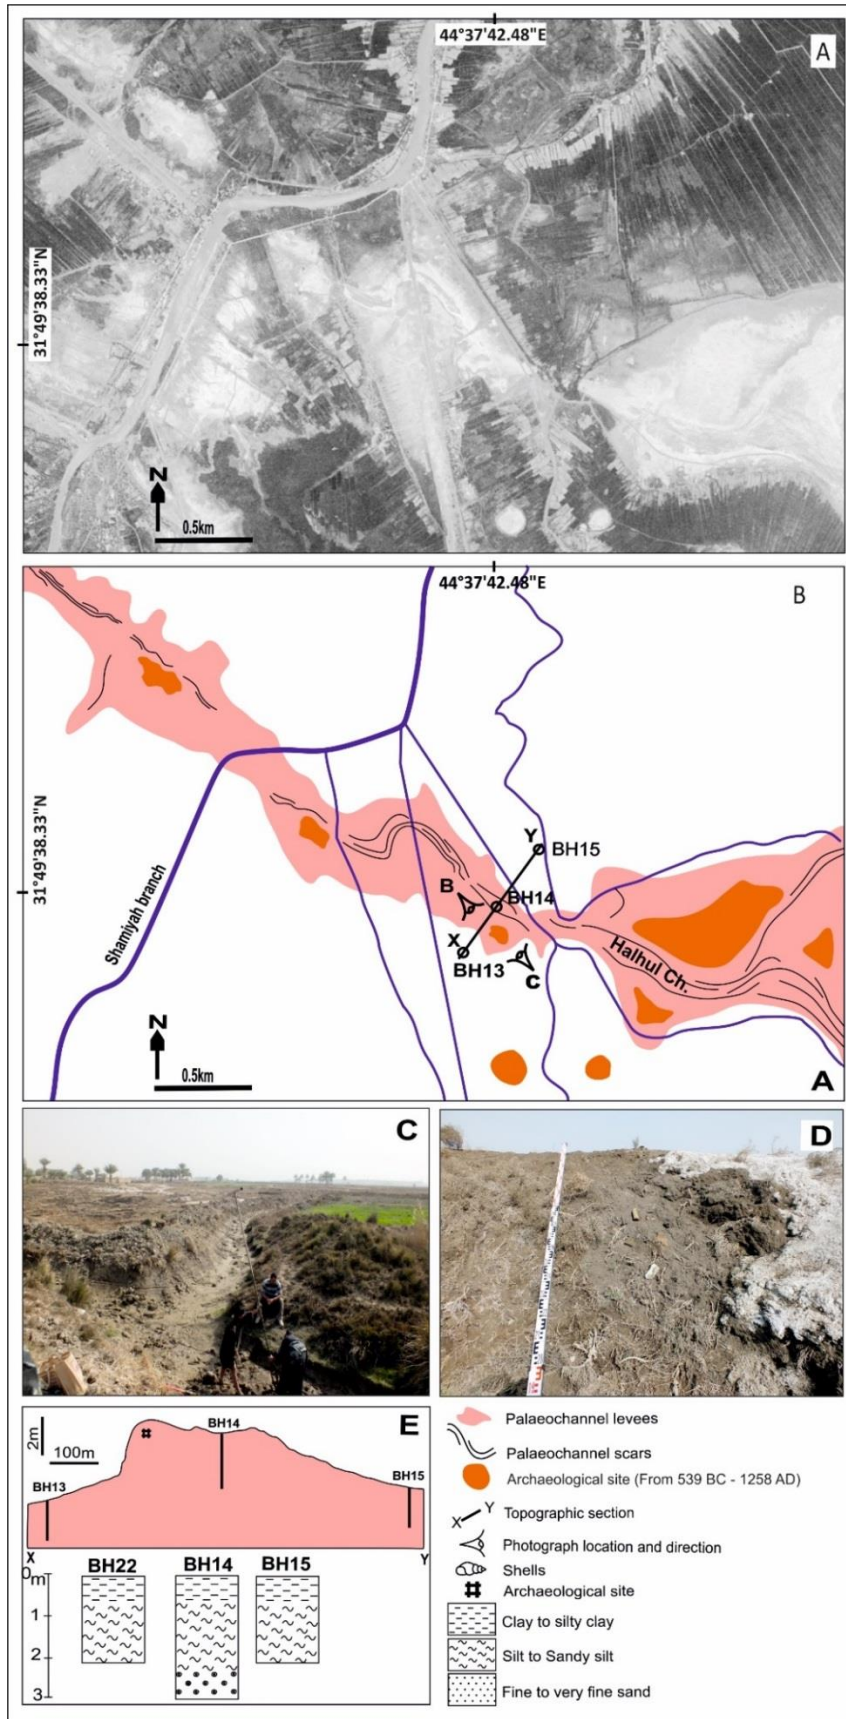 44°37'42.48"E
A
31°49'38.33"N
N
0.5km
44°37'42.48"E
B
31°49'38.33"N
Shamiyah branch
Y
BH15
B
BH14
X
BH13
C
Halhul Ch.
N
0.5km
A
C
D
E
2m
100m
BH14
BH13
BH15
X
Y
BH22 BH14 BH15
0m
1
2
3
Palaeochannel levees
Palaeochannel scars
Archaeological site (From 539 BC - 1258 AD)
X Y Topographic section
Photograph location and direction
Shells
Archaeological site
Clay to silty clay
Silt to Sandy silt
Fine to very fine sand